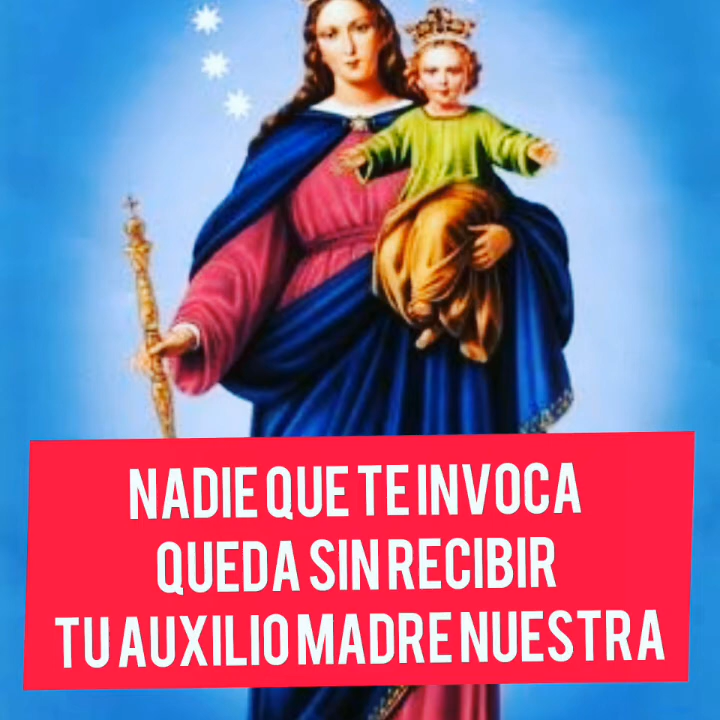 NADIE QUE TE INVOCA
QUEDA SIN RECIBIR
TU AUXILIO MADRE NUESTRA